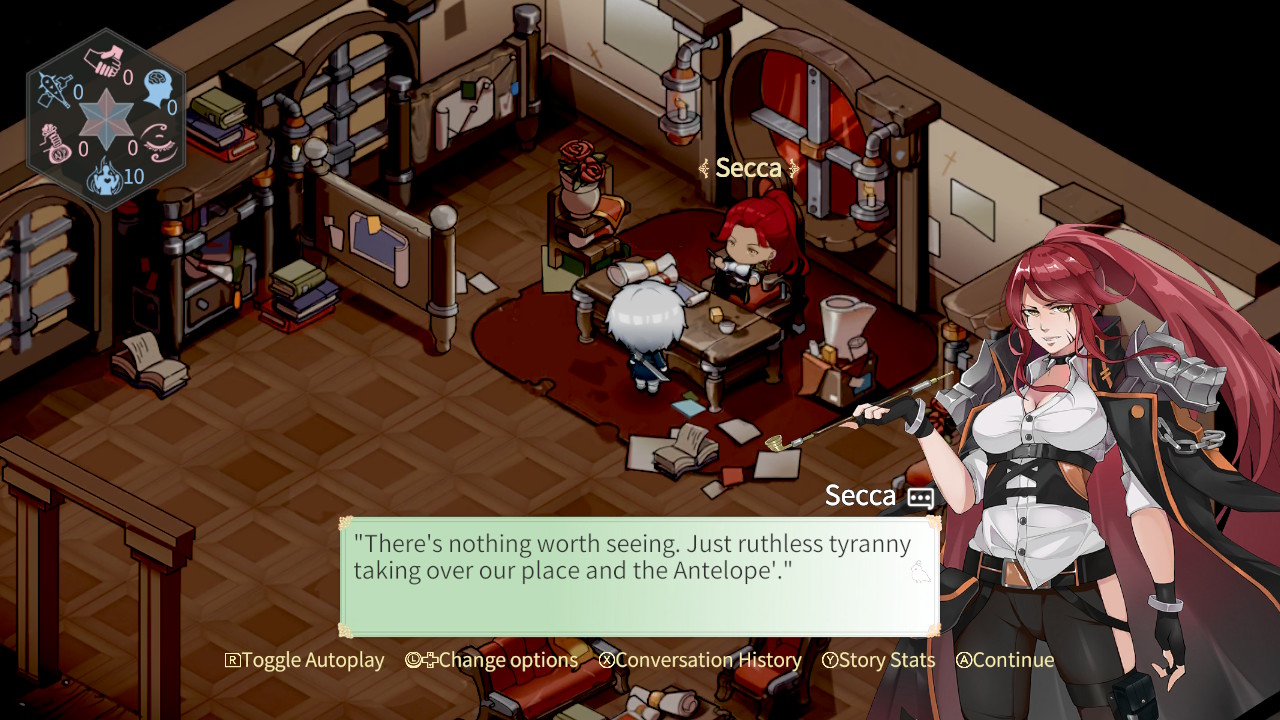 0
0
0
0
0
10
Secca
Secca
"There's nothing worth seeing. Just ruthless tyranny
taking over our place and the Antelope'."
R Toggle Autoplay L Change options X Conversation History Y Story Stats A Continue